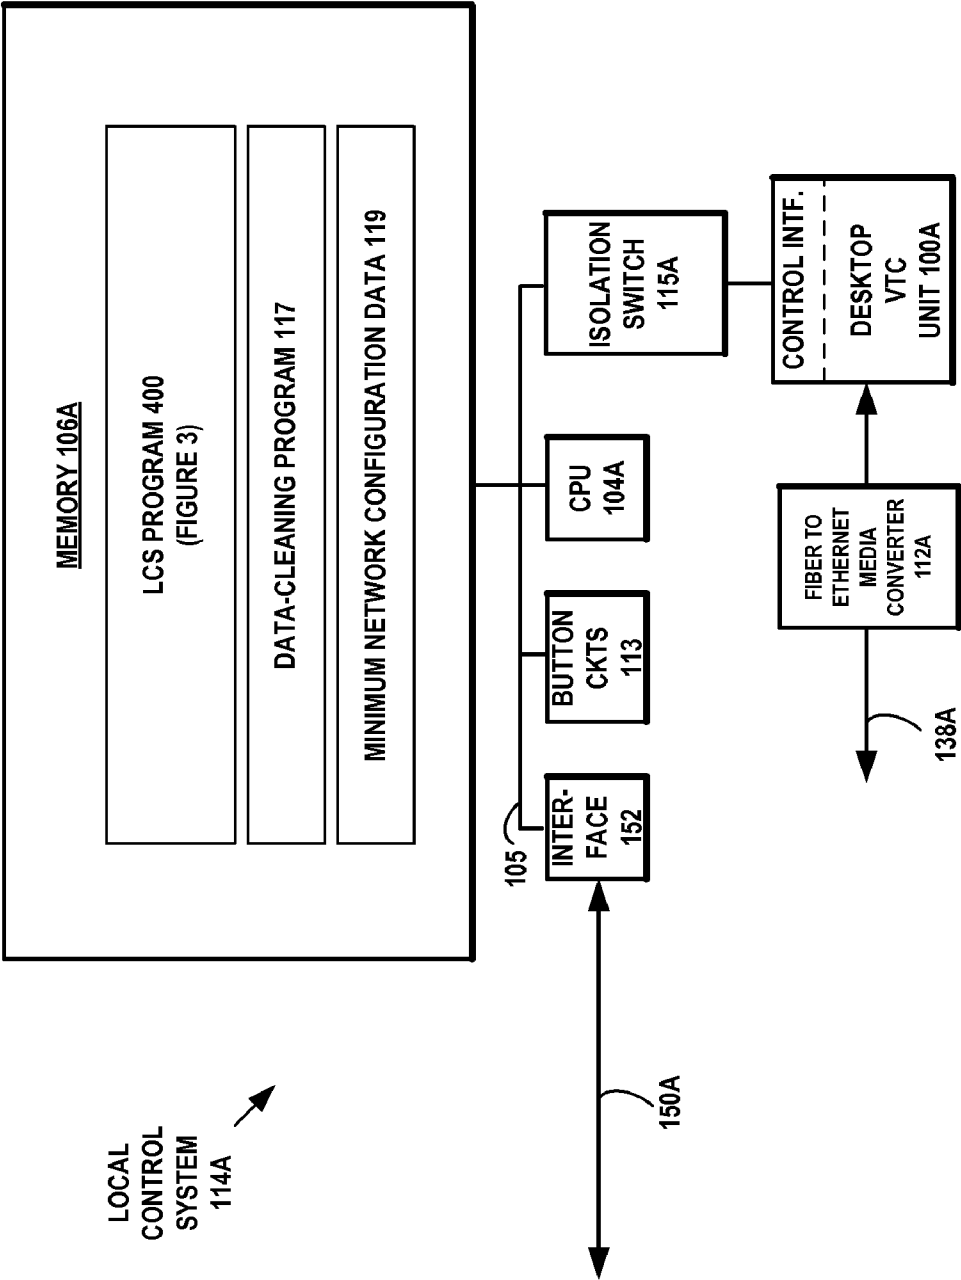 LOCAL
CONTROL
SYSTEM
114A
MEMORY 106A
LCS PROGRAM 400
(FIGURE 3)
DATA-CLEANING PROGRAM 117
MINIMUM NETWORK CONFIGURATION DATA 119
105
INTER-
FACE
152
BUTTON
CKTS
113
CPU
104A
ISOLATION
SWITCH
115A
150A
CONTROL INTF.
DESKTOP
VTC
UNIT 100A
FIBER TO
ETHERNET
MEDIA
CONVERTER
112A
138A